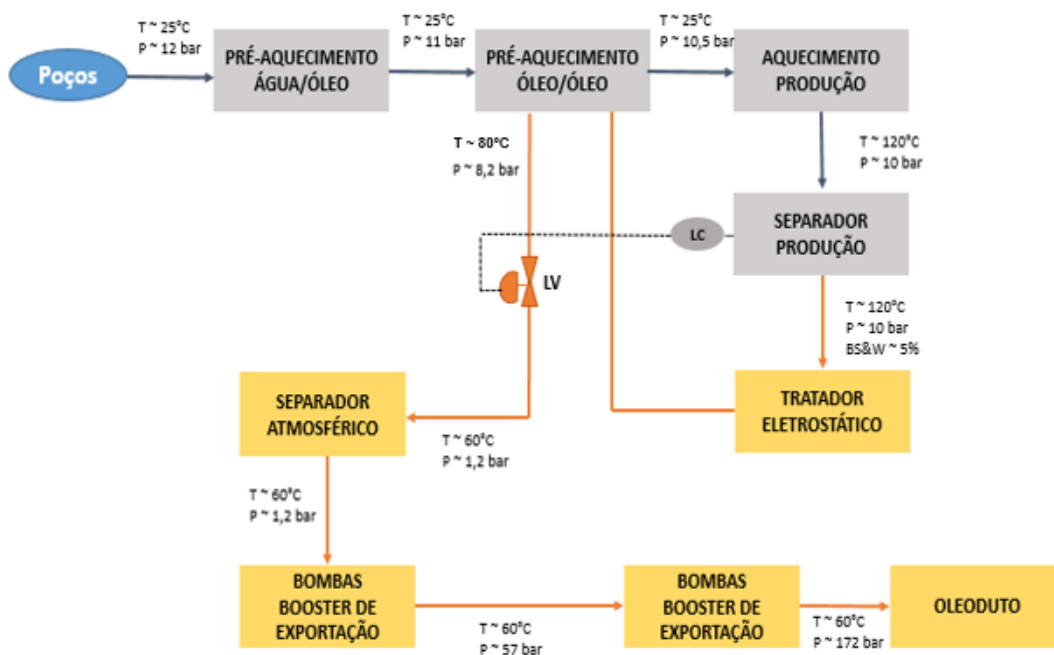 T ~ 25°C
P ~ 12 bar
T ~ 25°C
P ~ 11 bar
T ~ 25°C
P ~ 10,5 bar
Poços
PRÉ-AQUECIMENTO
ÁGUA/ÓLEO
PRÉ-AQUECIMENTO
ÓLEO/ÓLEO
AQUECIMENTO
PRODUÇÃO
T ~ 80°C
P ~ 8,2 bar
T ~ 120°C
P ~ 10 bar
LC
SEPARADOR
PRODUÇÃO
LV
T ~ 120°C
P ~ 10 bar
BS&W ~ 5%
SEPARADOR
ATMOSFÉRICO
TRATADOR
ELETROSTÁTICO
T ~ 60°C
P ~ 1,2 bar
T ~ 60°C
P ~ 1,2 bar
BOMBAS
BOOSTER DE
EXPORTAÇÃO
BOMBAS
BOOSTER DE
EXPORTAÇÃO
OLEODUTO
T ~ 60°C
P ~ 57 bar
T ~ 60°C
P ~ 172 bar